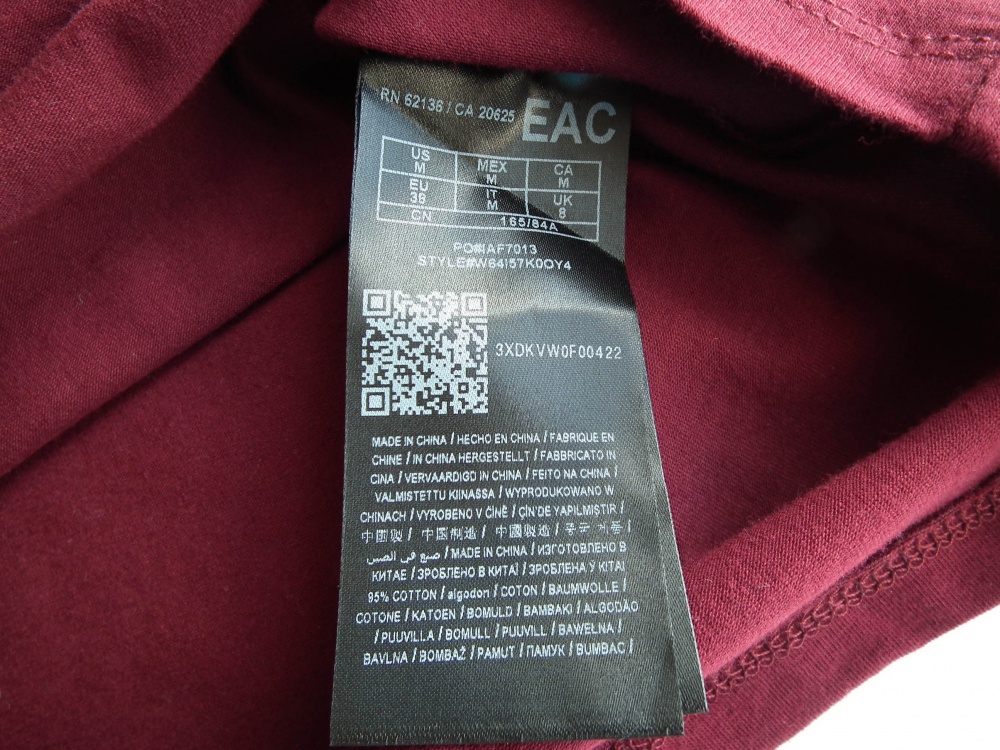 RN 62136 / CA 20625
EAC
US M MEX M CA M
EU 38 IT M UK 8
CN 165/84A
PO#IAF7013
STYLE#W64I57K0OY4
3XDKVW0F00422
MADE IN CHINA / HECHO EN CHINA / FABRIQUE EN
CHINE / IN CHINA HERGESTELLT / FABBRICATO IN
CINA / VERVAARDIGD IN CHINA / FEITO NA CHINA /
VALMISTETTU KIINASSA / WYPRODUKOWANO W
CHINACH / VYROBENO V ČÍNĚ / ÇIN'DE YAPILMIŞTIR /
中國製 / 中国制造 / 中國製造 /
صنع في الصين / MADE IN CHINA / ИЗГОТОВЛЕНО В
КИТАЕ / ЗРОБЛЕНО В КИТАЇ / ЗРОБЛЕНА Ў КІТАІ
95% COTTON / algodon / COTON / BAUMWOLLE /
COTONE / KATOEN / BOMULD / BAMBAKI / ALGODÃO
/ PUUVILLA / BOMULL / PUUVILL / BAWEŁNA /
BAVLNA / BOMBAŽ / PAMUT / ПАМУК / BUMBAC /